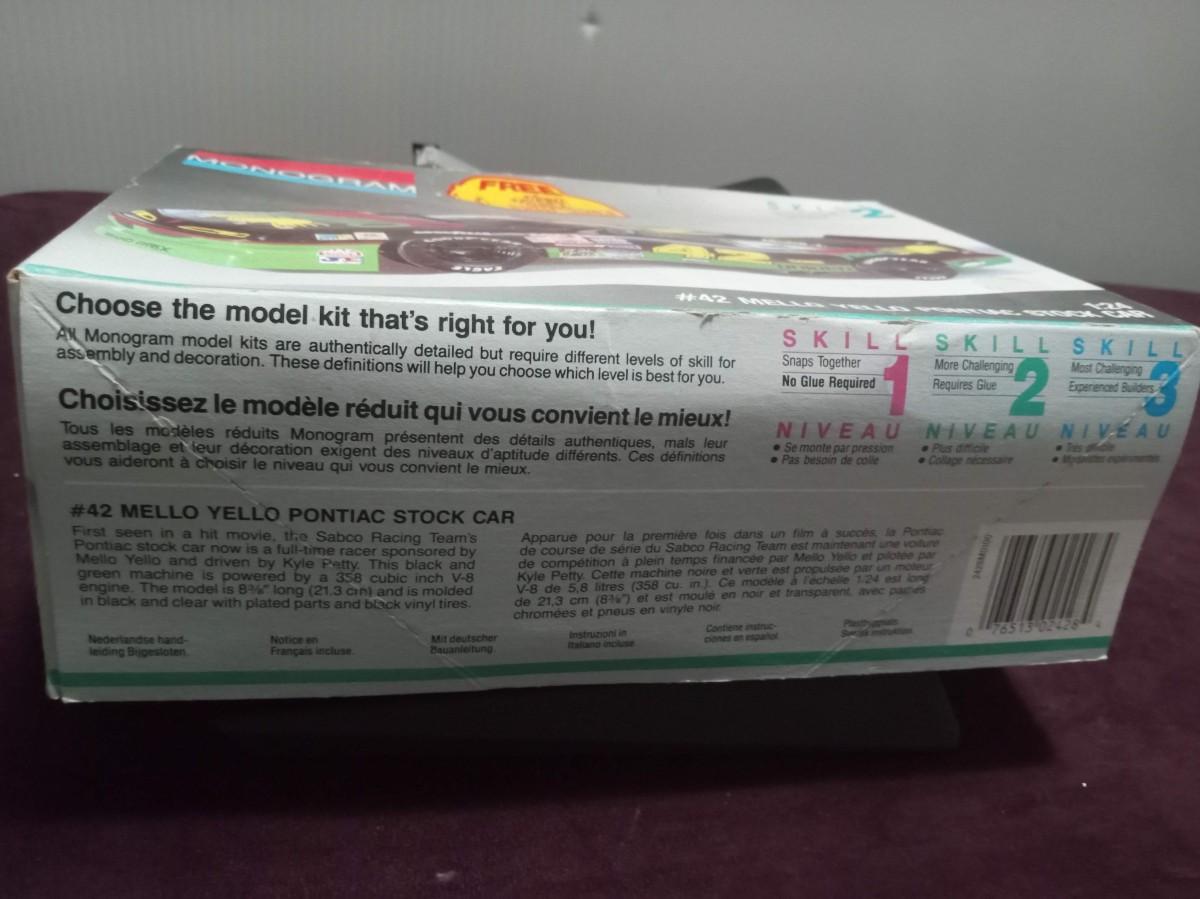 MONOGRAM
FREE
SKILL 2
42
EAGLE
#42 MELLO YELLO PONTIAC STOCK CAR
1:24
Choose the model kit that's right for you!
All Monogram model kits are authentically detailed but require different levels of skill for
assembly and decoration. These definitions will help you choose which level is best for you.
Choisissez le modèle réduit qui vous convient le mieux!
Tous les modèles réduits Monogram présentent des détails authentiques, mais leur
assemblage et leur décoration exigent des niveaux d'aptitude différents. Ces définitions
vous aideront à choisir le niveau qui vous convient le mieux.
SKILL 1
Snaps Together
No Glue Required
NIVEAU
• Se monte par pression
• Pas besoin de colle
SKILL 2
More Challenging
Requires Glue
NIVEAU
• Plus difficile
• Collage nécessaire
SKILL 3
Most Challenging
Experienced Builders
NIVEAU
• Très difficile
#42 MELLO YELLO PONTIAC STOCK CAR
First seen in a hit movie, the Sabco Racing Team's
Pontiac stock car now is a full-time racer sponsored by
Mello Yello and driven by Kyle Petty. This black and
green machine is powered by a 358 cubic inch V-8
engine. The model is 8⅜" long (21.3 cm) and is molded
in black and clear with plated parts and black vinyl tires.
Apparue pour la première fois dans un film à succès, la Pontiac
de course de série du Sabco Racing Team est maintenant une voiture
de compétition à plein temps financée par Mello Yello et pilotée par
Kyle Petty. Cette machine noire et verte est propulsée par un moteur
V-8 de 5,8 litres (358 cu. in.). Ce modèle à l'échelle 1:24 est long
de 21,3 cm (8⅜") et est moulé en noir et transparent, avec pièces
chromées et pneus en vinyle noir.
Nederlandse hand-
leiding Bijgesloten.
Notice en
Français incluse.
Mit deutscher
Bauanleitung.
Instruzioni in
Italiano incluse
Contiene instruc-
ciones en español.
0 76513 02428 4